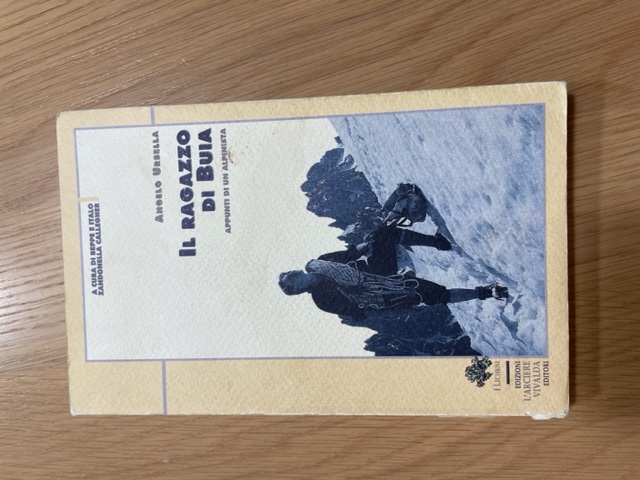 A CURA DI BEPPE E ITALO
ZANDONELLA CALLEGHER
ANGELO URSELLA
IL RAGAZZO
DI BUIA
APPUNTI DI UN ALPINISTA
I LICHENI
EDIZIONI
L'ARCIERE
VIVALDA
EDITORI